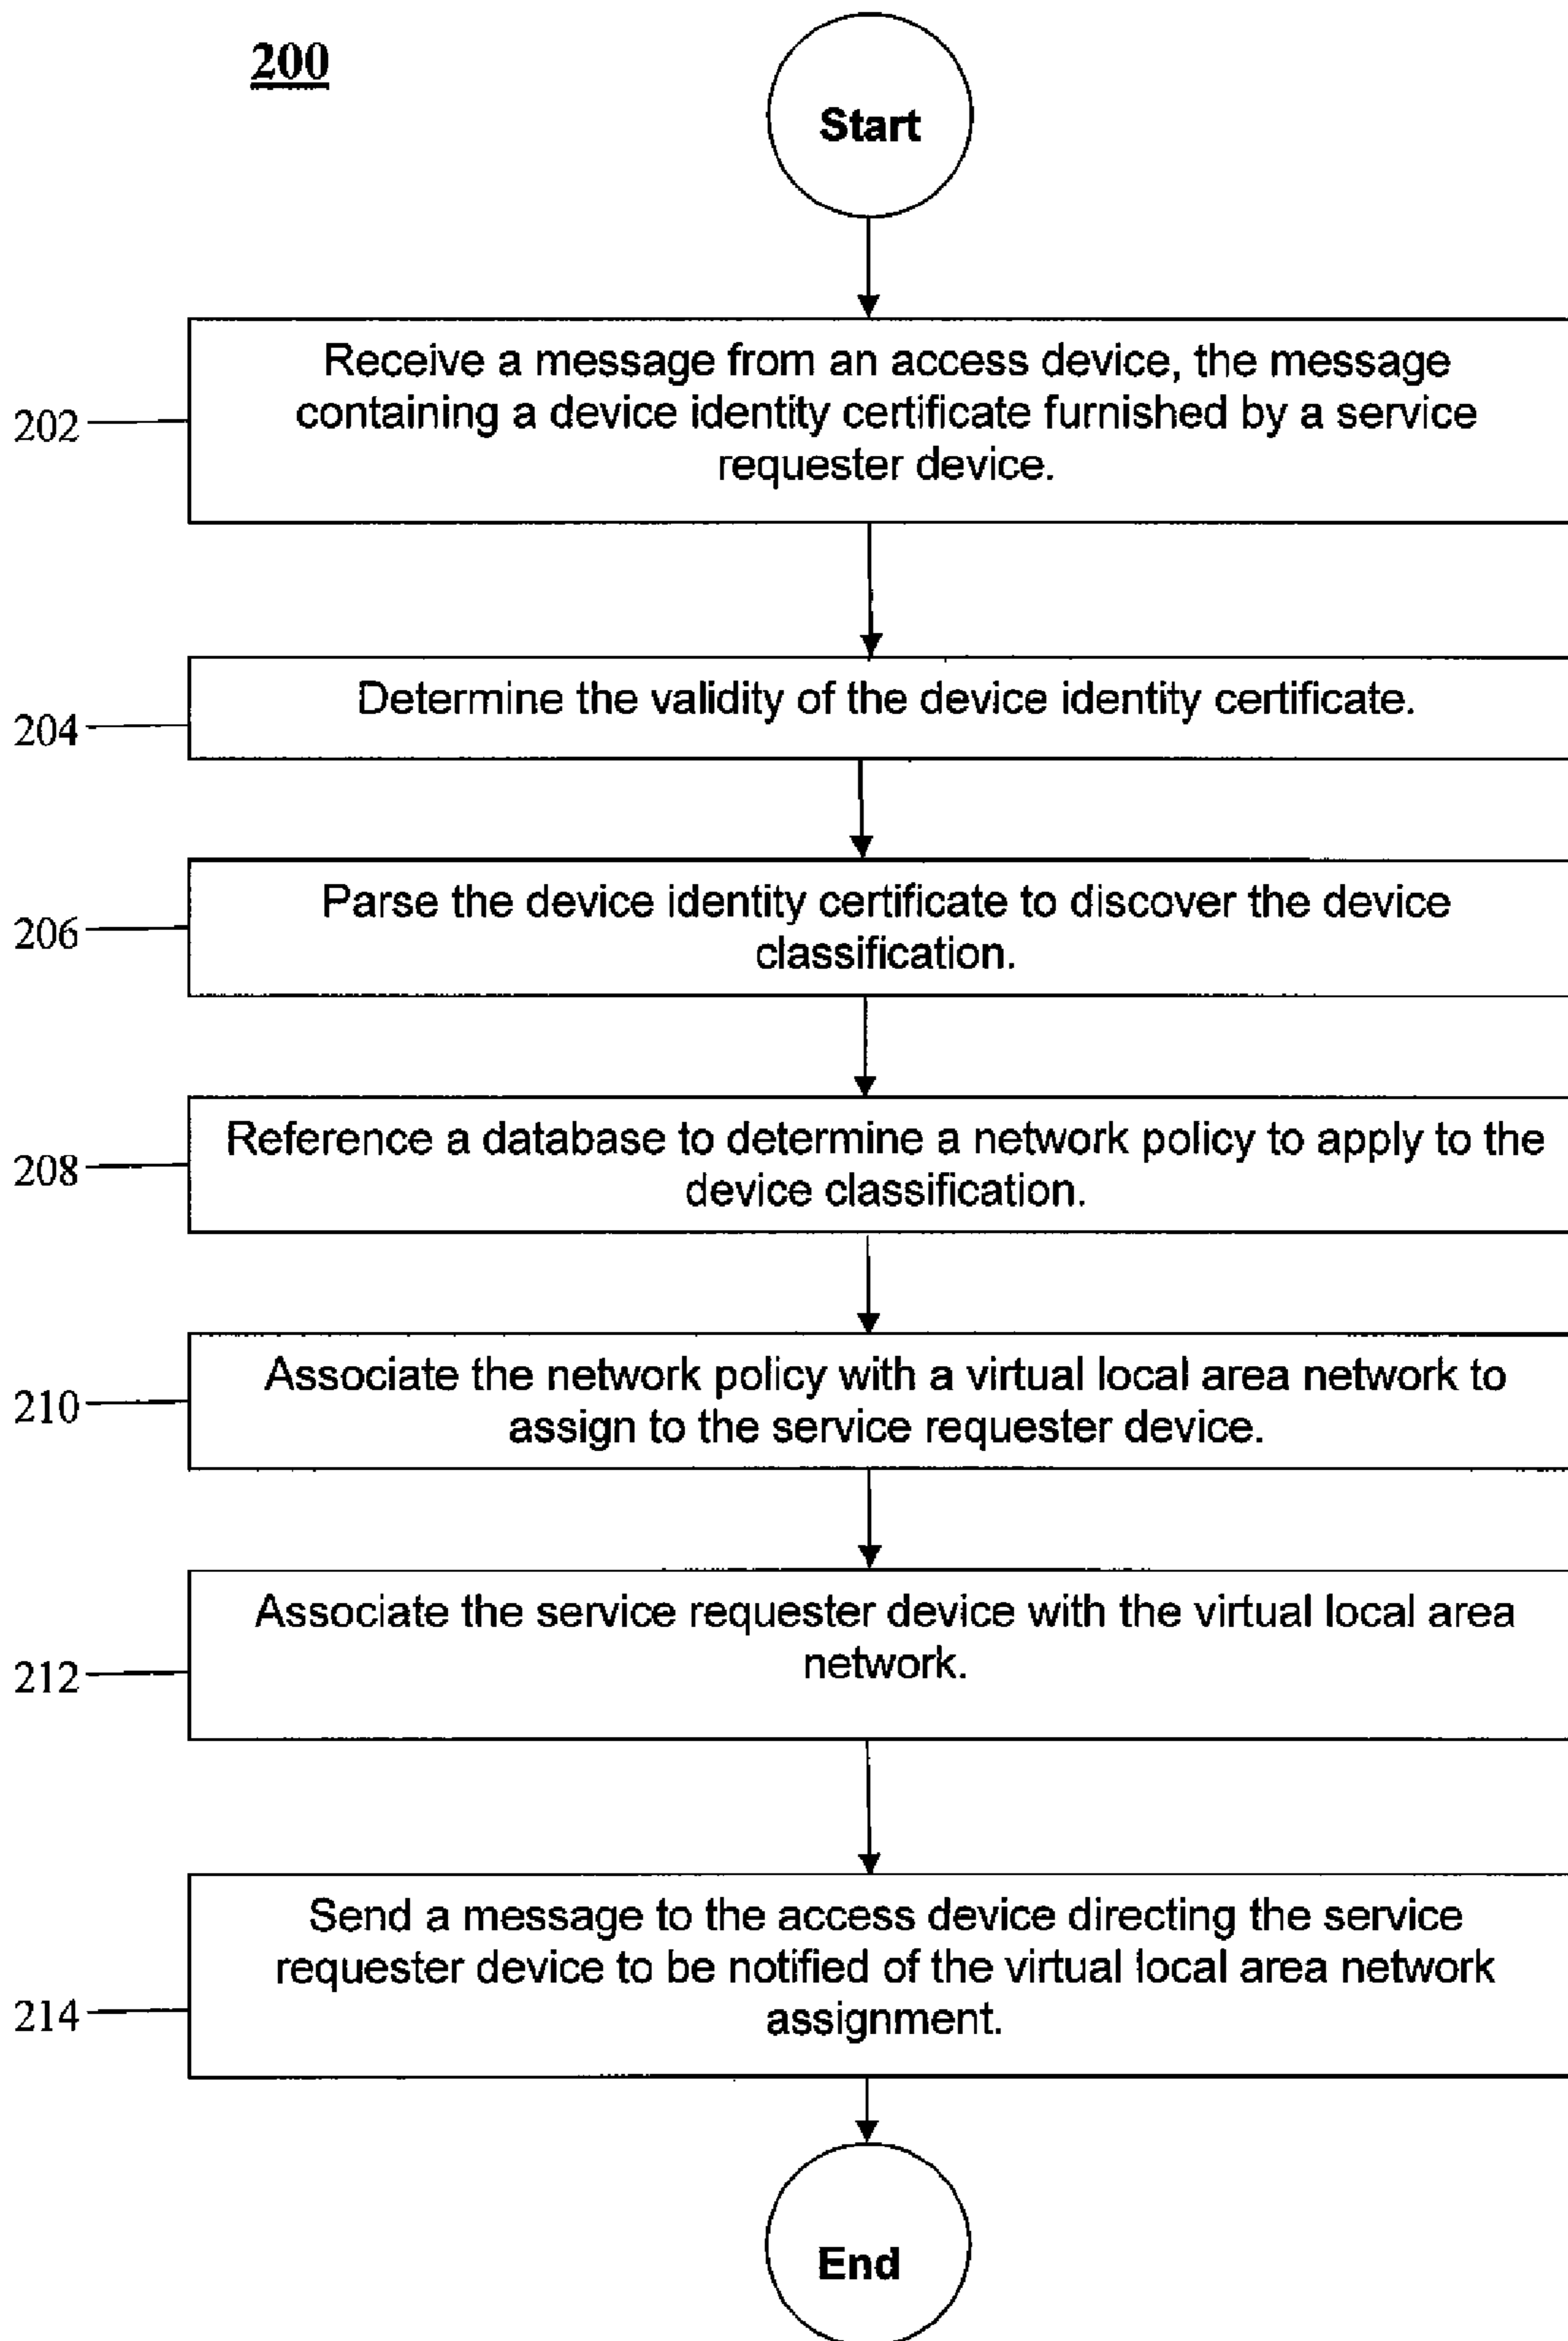 200
Start
Receive a message from an access device, the message
containing a device identity certificate furnished by a service
requester device.
202
Determine the validity of the device identity certificate.
204
Parse the device identity certificate to discover the device
classification.
206
Reference a database to determine a network policy to apply to the
device classification.
208
Associate the network policy with a virtual local area network to
assign to the service requester device.
210
Associate the service requester device with the virtual local area
network.
212
Send a message to the access device directing the service
requester device to be notified of the virtual local area network
assignment.
214
End